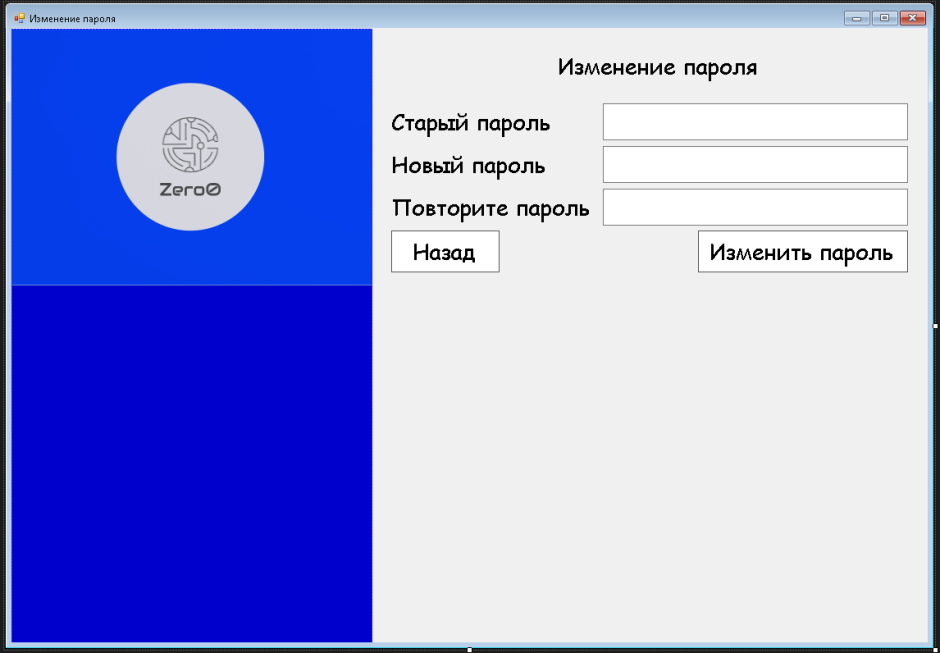 Изменение пароля
Zero0
Изменение пароля
Старый пароль
Новый пароль
Повторите пароль
Назад
Изменить пароль